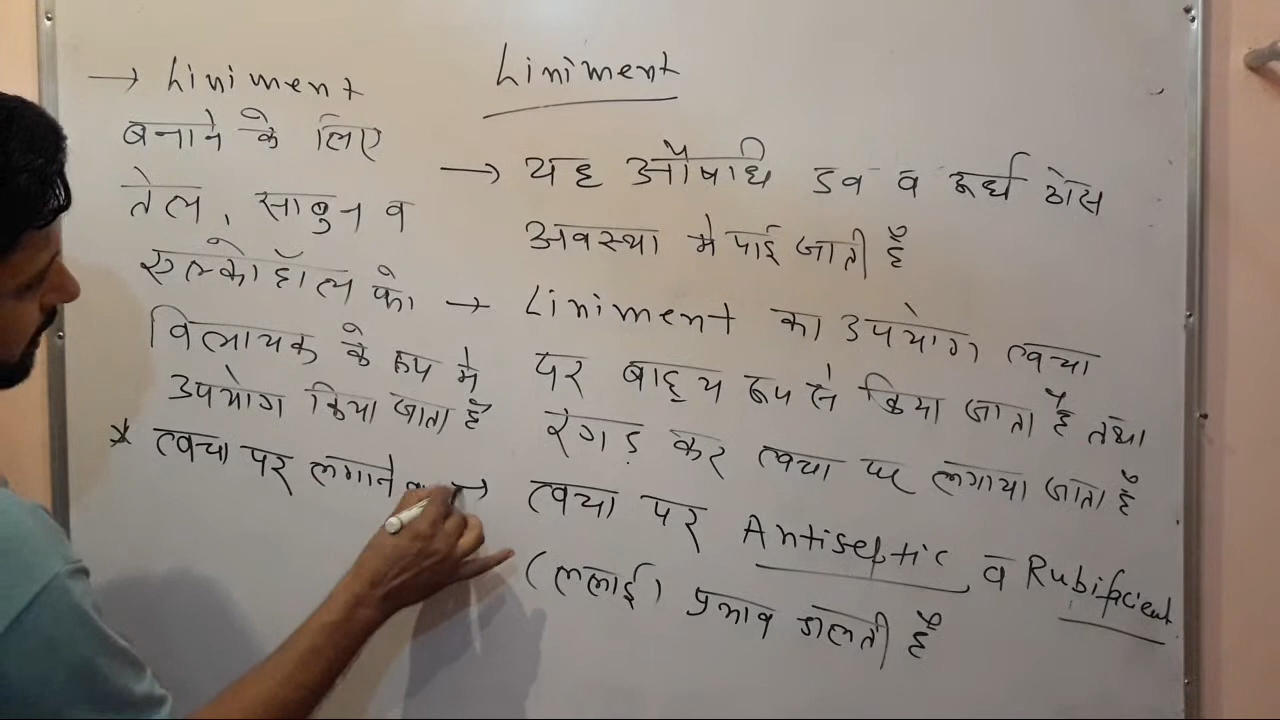 Liniment
→ यह औषधि द्रव व अर्ध ठोस
अवस्था मे पाई जाती है
→ Liniment का उपयोग त्वचा
पर बाह्य रूप से किया जाता है तथा
रंगड़ कर त्वचा पर लगाया जाता है
→ त्वचा पर Antiseptic व Rubifacient
(ललाई) प्रभाव डालती है
→ Liniment
बनाने के लिए
तेल, साबुन व
एल्कोहॉल को
विलायक के रूप मे
उपयोग किया जाता है
* त्वचा पर लगाने